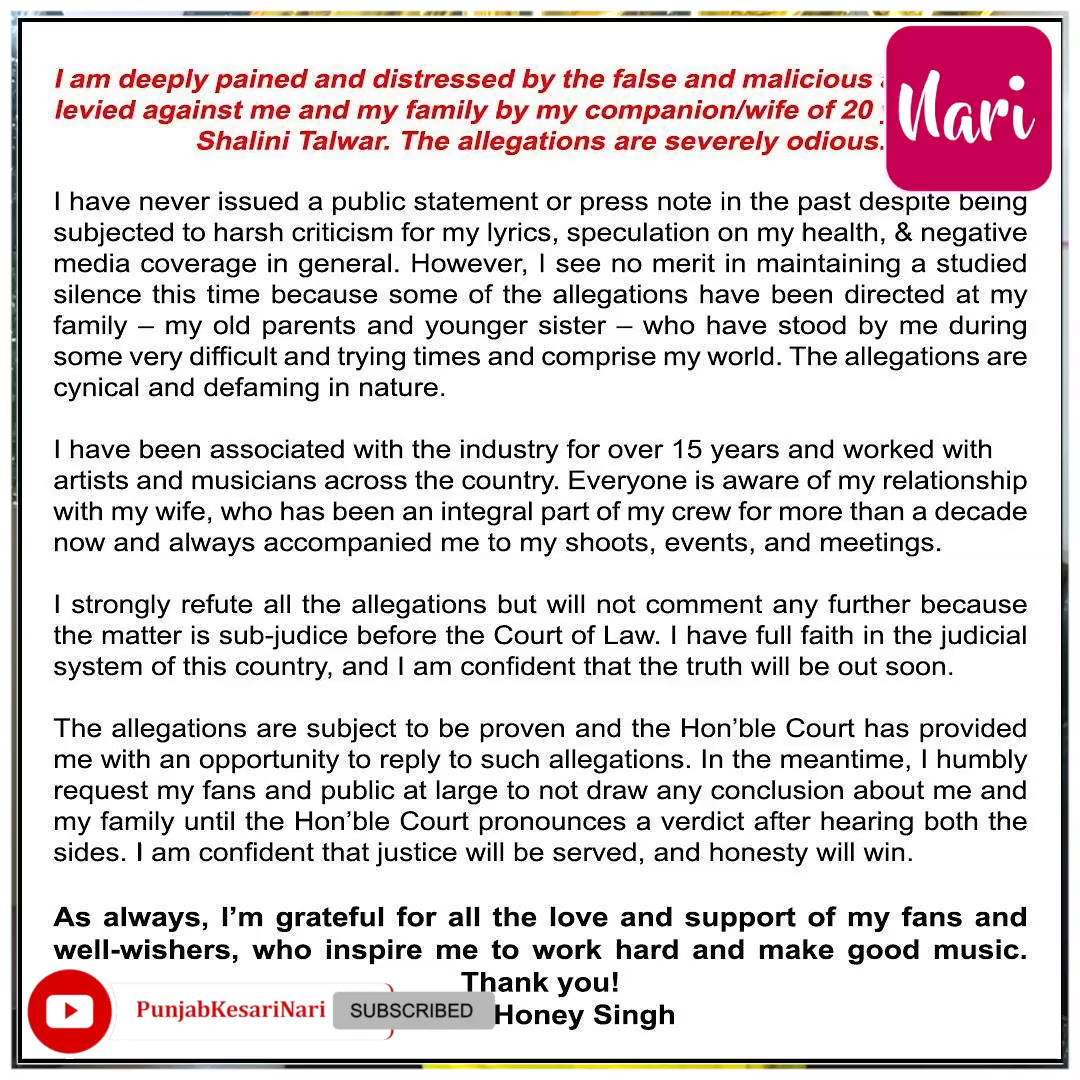 I am deeply pained and distressed by the false and malicious
levied against me and my family by my companion/wife of 20
Shalini Talwar. The allegations are severely odious.
Nari
I have never issued a public statement or press note in the past despite being
subjected to harsh criticism for my lyrics, speculation on my health, & negative
media coverage in general. However, I see no merit in maintaining a studied
silence this time because some of the allegations have been directed at my
family – my old parents and younger sister – who have stood by me during
some very difficult and trying times and comprise my world. The allegations are
cynical and defaming in nature.
I have been associated with the industry for over 15 years and worked with
artists and musicians across the country. Everyone is aware of my relationship
with my wife, who has been an integral part of my crew for more than a decade
now and always accompanied me to my shoots, events, and meetings.
I strongly refute all the allegations but will not comment any further because
the matter is sub-judice before the Court of Law. I have full faith in the judicial
system of this country, and I am confident that the truth will be out soon.
The allegations are subject to be proven and the Hon’ble Court has provided
me with an opportunity to reply to such allegations. In the meantime, I humbly
request my fans and public at large to not draw any conclusion about me and
my family until the Hon’ble Court pronounces a verdict after hearing both the
sides. I am confident that justice will be served, and honesty will win.
As always, I’m grateful for all the love and support of my fans and
well-wishers, who inspire me to work hard and make good music.
Thank you!
Honey Singh
PunjabKesariNari
SUBSCRIBED